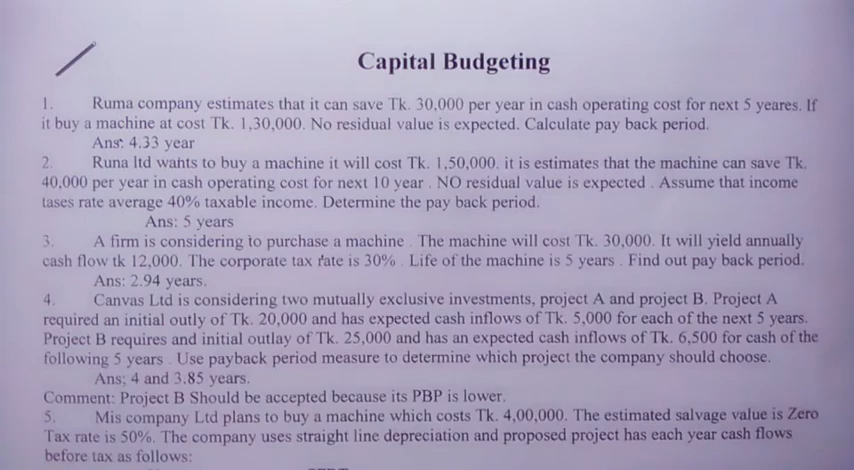 Capital Budgeting
1. Ruma company estimates that it can save Tk. 30,000 per year in cash operating cost for next 5 yeares. If
it buy a machine at cost Tk. 1,30,000. No residual value is expected. Calculate pay back period.
Ans: 4.33 year
2. Runa ltd wants to buy a machine it will cost Tk. 1,50,000. it is estimates that the machine can save Tk.
40,000 per year in cash operating cost for next 10 year . NO residual value is expected . Assume that income
tases rate average 40% taxable income. Determine the pay back period.
Ans: 5 years
3. A firm is considering to purchase a machine . The machine will cost Tk. 30,000. It will yield annually
cash flow tk 12,000. The corporate tax rate is 30% . Life of the machine is 5 years . Find out pay back period.
Ans: 2.94 years.
4. Canvas Ltd is considering two mutually exclusive investments, project A and project B. Project A
required an initial outly of Tk. 20,000 and has expected cash inflows of Tk. 5,000 for each of the next 5 years.
Project B requires and initial outlay of Tk. 25,000 and has an expected cash inflows of Tk. 6,500 for cash of the
following 5 years . Use payback period measure to determine which project the company should choose.
Ans; 4 and 3.85 years.
Comment: Project B Should be accepted because its PBP is lower.
5. Mis company Ltd plans to buy a machine which costs Tk. 4,00,000. The estimated salvage value is Zero
Tax rate is 50%. The company uses straight line depreciation and proposed project has each year cash flows
before tax as follows: